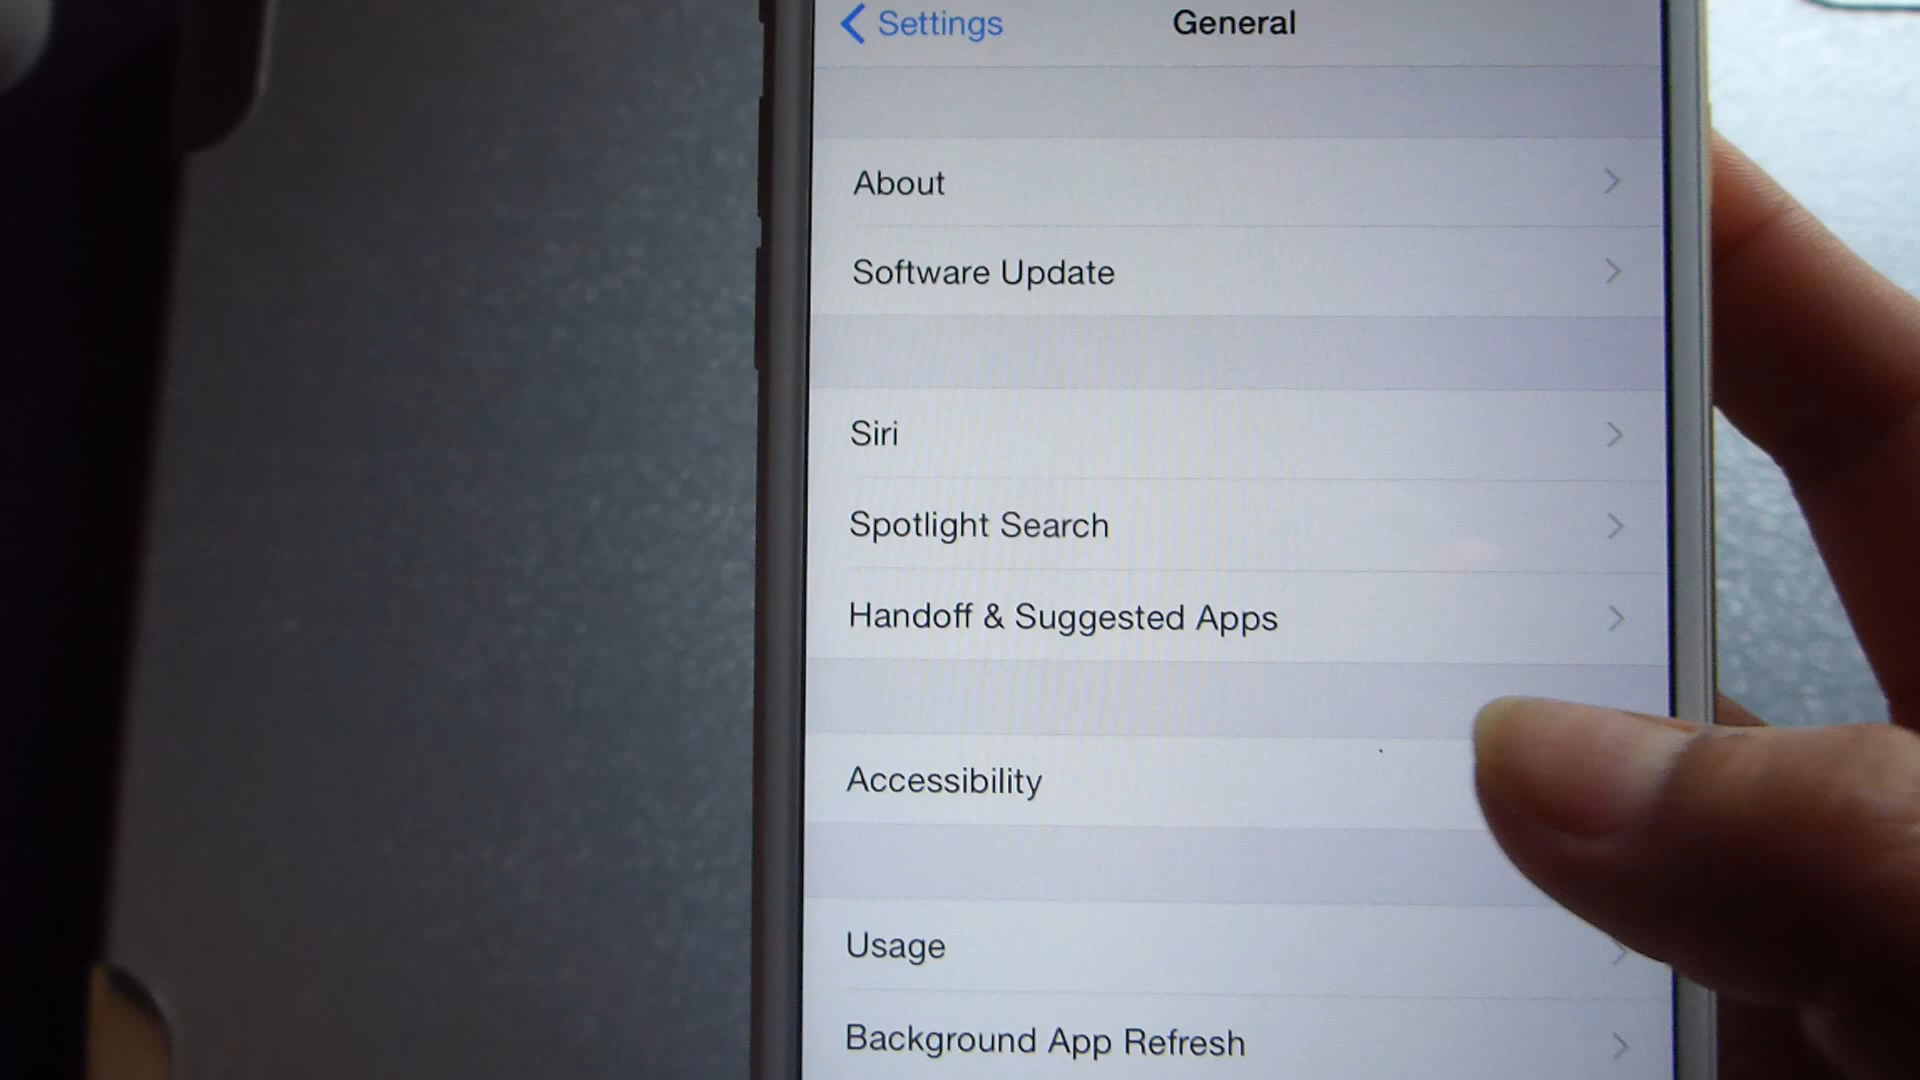 Settings
General
About
Software Update
Siri
Spotlight Search
Handoff & Suggested Apps
Accessibility
Usage
Background App Refresh